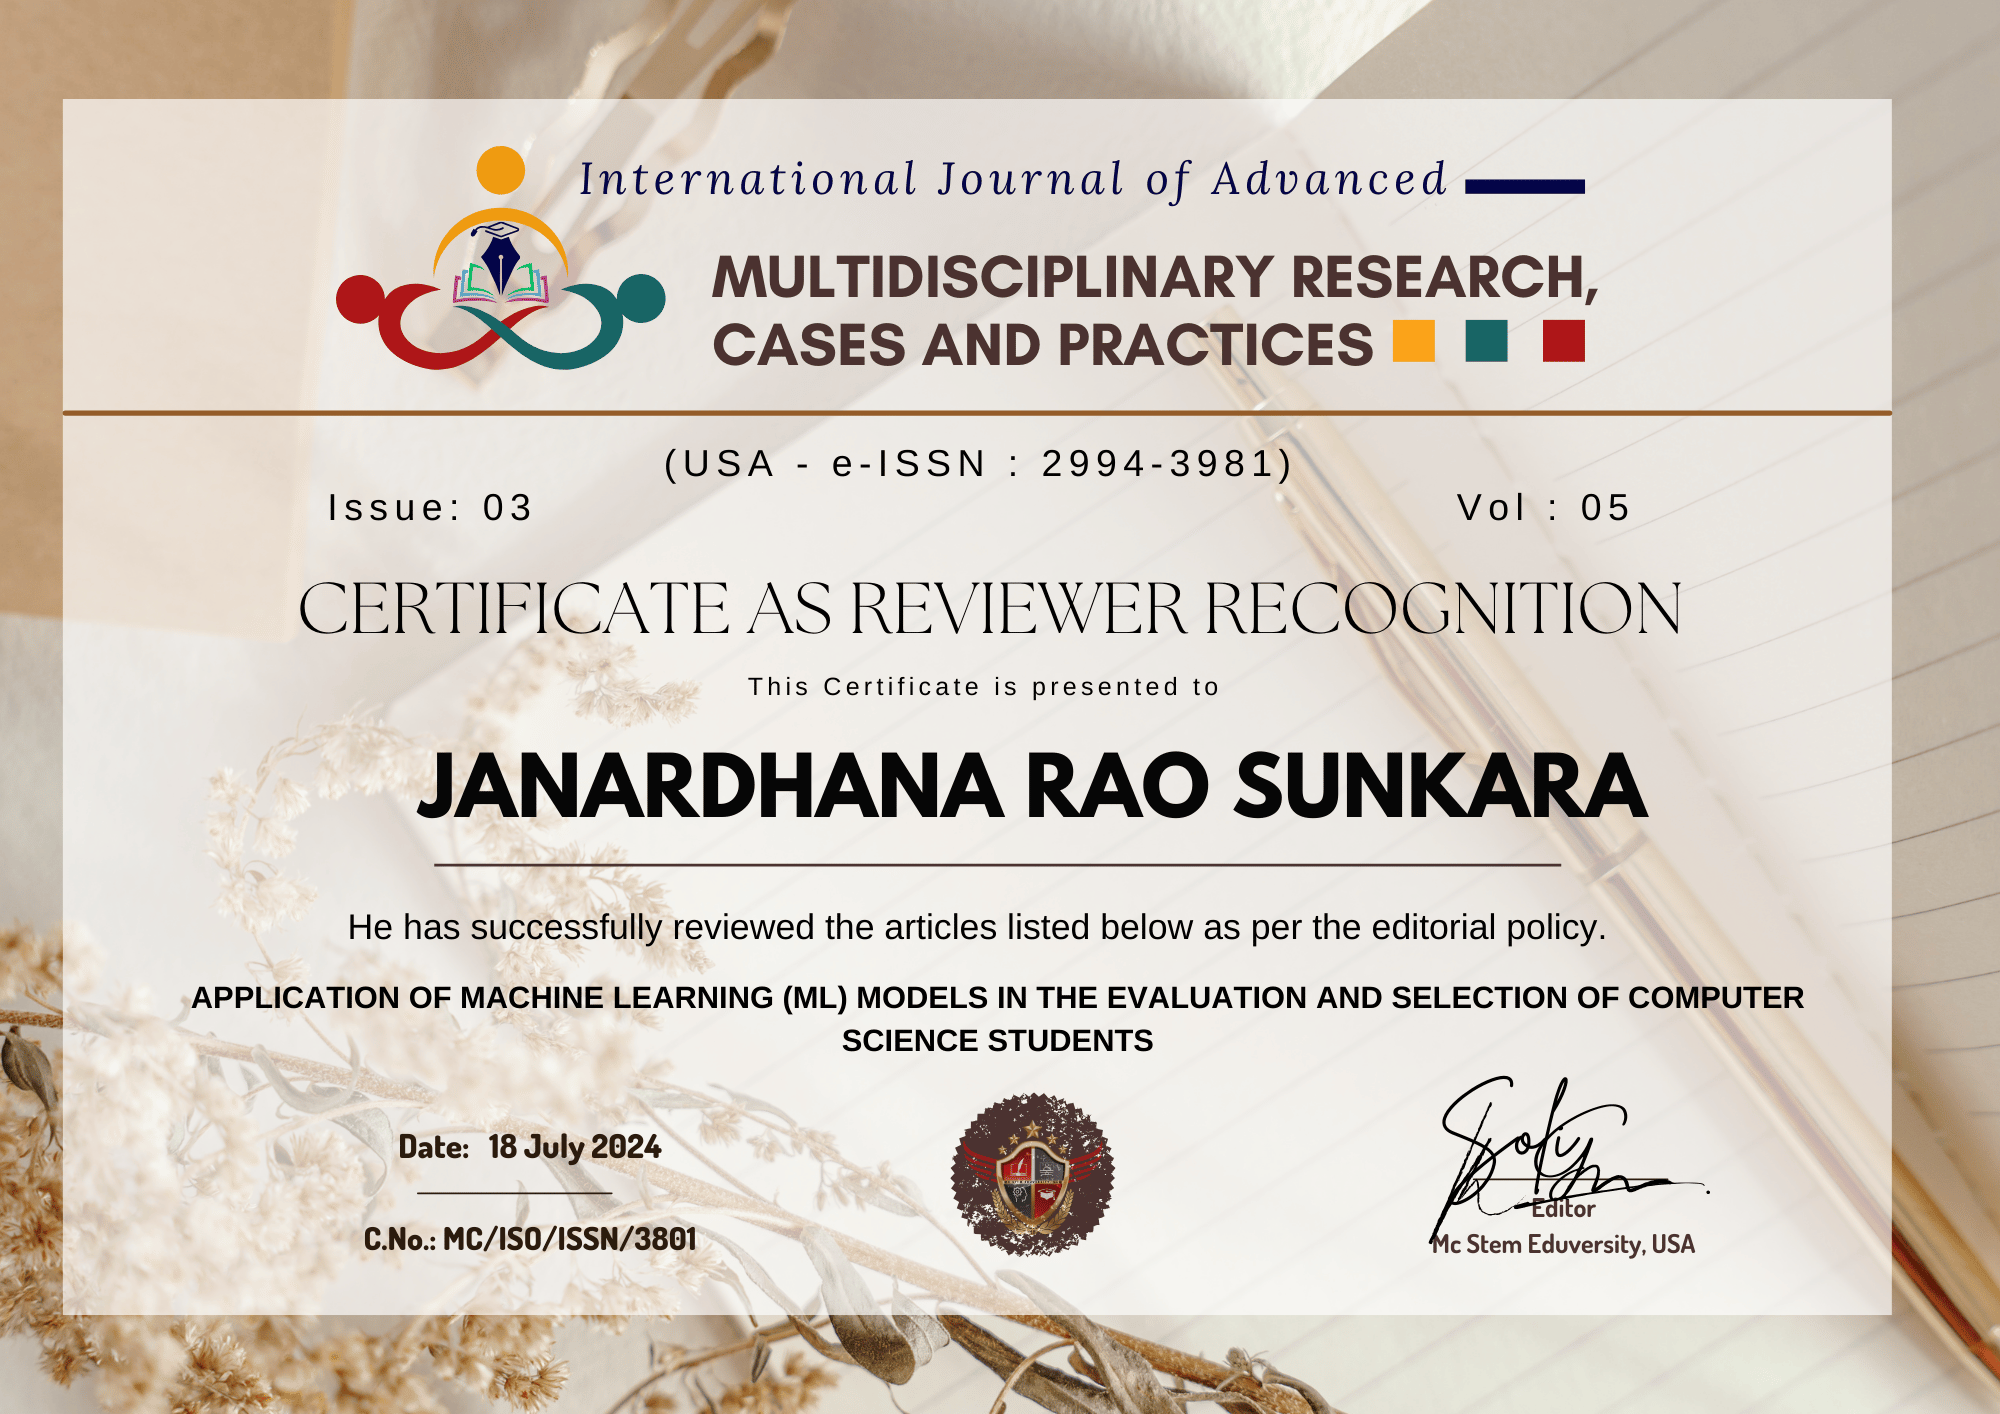 International Journal of Advanced
MULTIDISCIPLINARY RESEARCH,
CASES AND PRACTICES
(USA - e-ISSN : 2994-3981)
Issue: 03
Vol : 05
CERTIFICATE AS REVIEWER RECOGNITION
This Certificate is presented to
JANARDHANA RAO SUNKARA
He has successfully reviewed the articles listed below as per the editorial policy.
APPLICATION OF MACHINE LEARNING (ML) MODELS IN THE EVALUATION AND SELECTION OF COMPUTER
SCIENCE STUDENTS
Date: 18 July 2024
C.No.: MC/ISO/ISSN/3801
Editor
Mc Stem Eduversity, USA